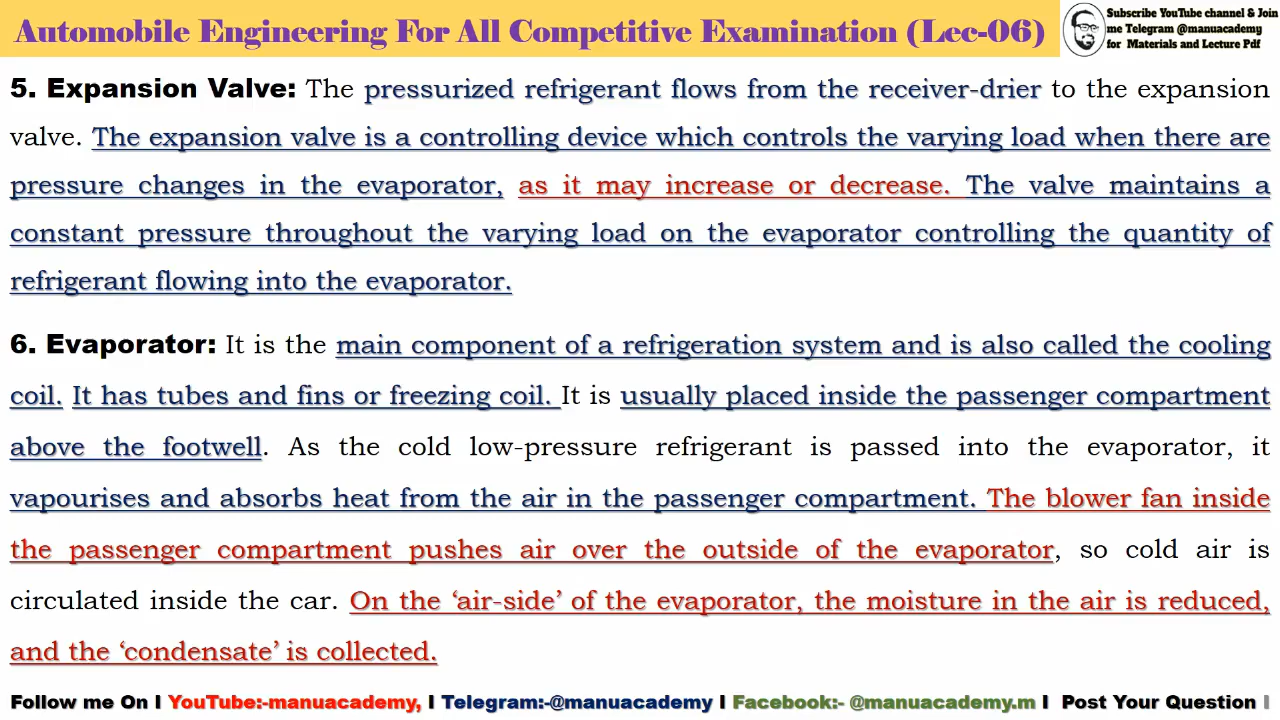 Automobile Engineering For All Competitive Examination (Lec-06)
Subscribe YouTube channel & Join
me Telegram @manuacademy
for Materials and Lecture Pdf
5. Expansion Valve: The pressurized refrigerant flows from the receiver-drier to the expansion
valve. The expansion valve is a controlling device which controls the varying load when there are
pressure changes in the evaporator, as it may increase or decrease. The valve maintains a
constant pressure throughout the varying load on the evaporator controlling the quantity of
refrigerant flowing into the evaporator.
6. Evaporator: It is the main component of a refrigeration system and is also called the cooling
coil. It has tubes and fins or freezing coil. It is usually placed inside the passenger compartment
above the footwell. As the cold low-pressure refrigerant is passed into the evaporator, it
vapourises and absorbs heat from the air in the passenger compartment. The blower fan inside
the passenger compartment pushes air over the outside of the evaporator, so cold air is
circulated inside the car. On the ‘air-side’ of the evaporator, the moisture in the air is reduced,
and the ‘condensate’ is collected.
Follow me On I YouTube:-manuacademy, I Telegram:-@manuacademy I Facebook:- @manuacademy.m I Post Your Question I